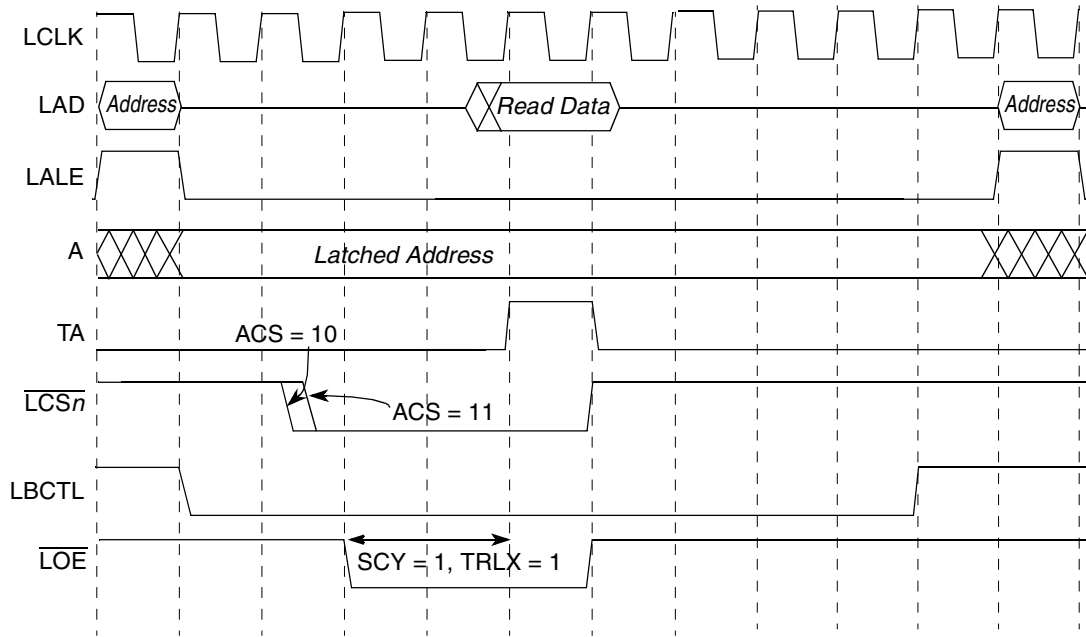 LCLK
LAD
Address
Read Data
Address
LALE
A
Latched Address
TA
ACS = 10
LCSn
ACS = 11
LBCTL
LOE
SCY = 1, TRLX = 1